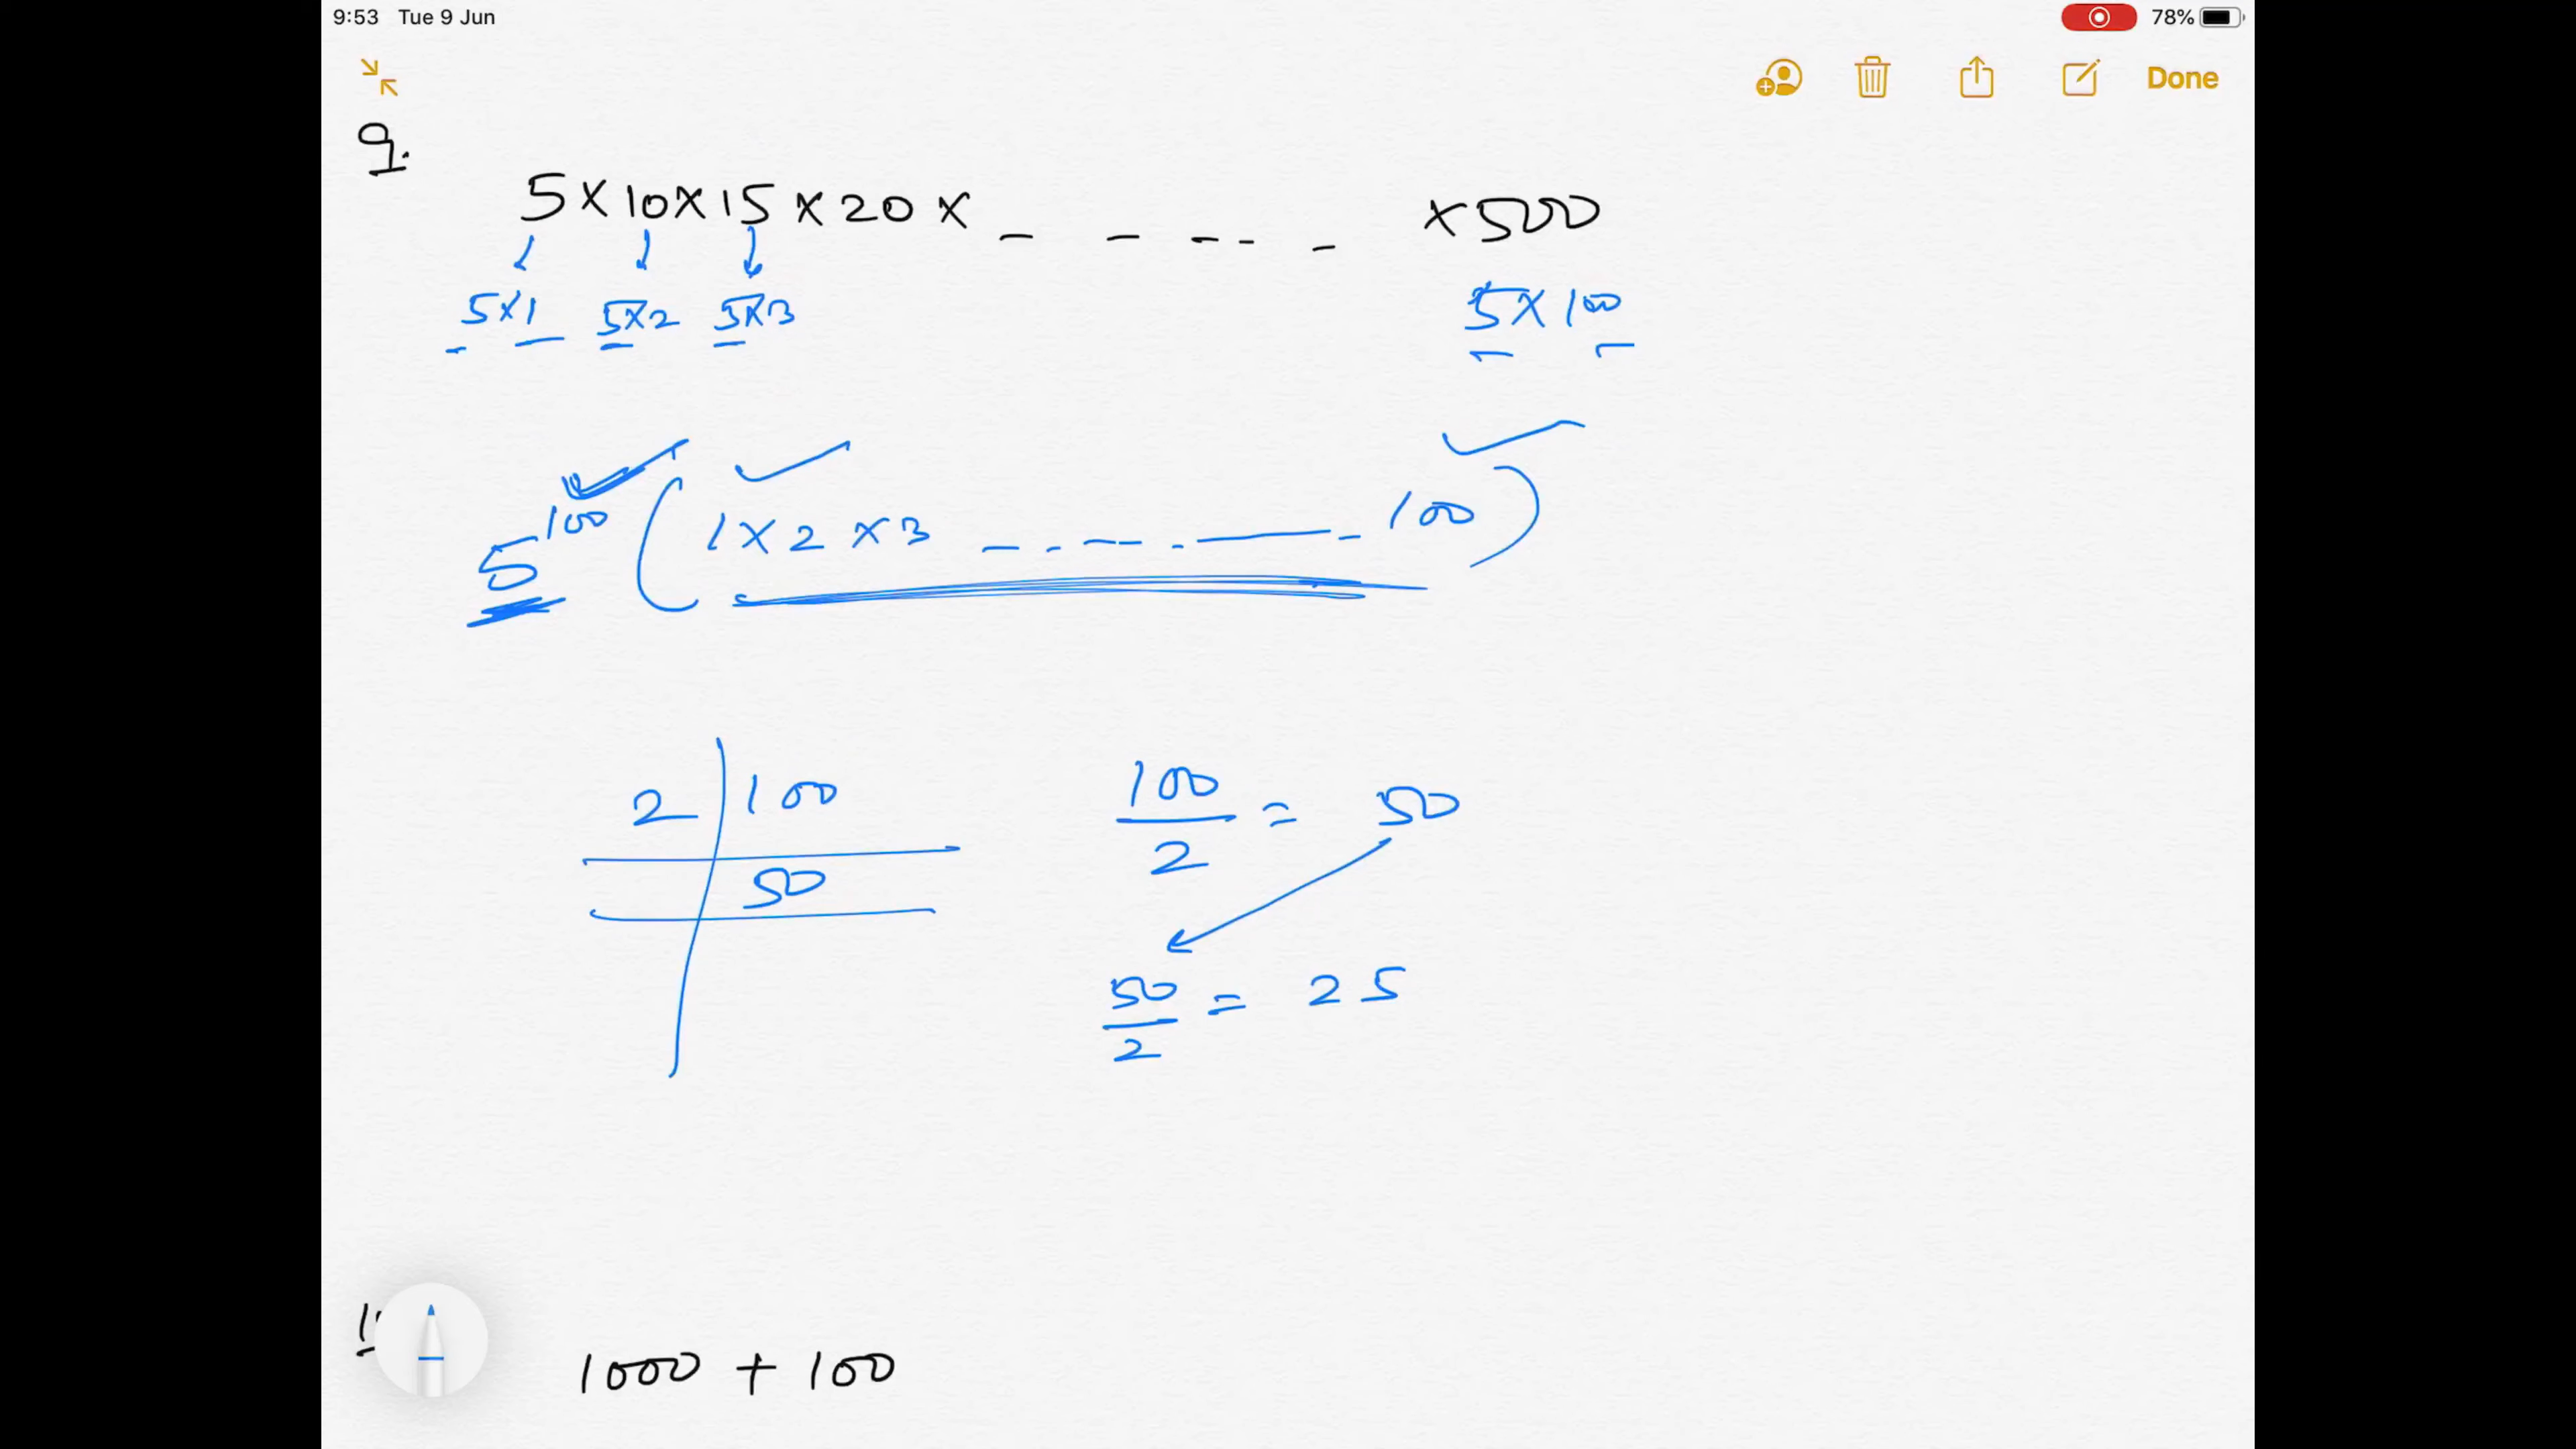 9:53 Tue 9 Jun 78%
Done
9.
5 × 10 × 15 × 20 × _ _ _ _ _ × 500
5×1 5×2 5×3 5×100
5^100 ( 1 × 2 × 3 _ _ _ _ _ _ 100 )
2 | 100
50
100/2 = 50
50/2 = 25
1000 + 100